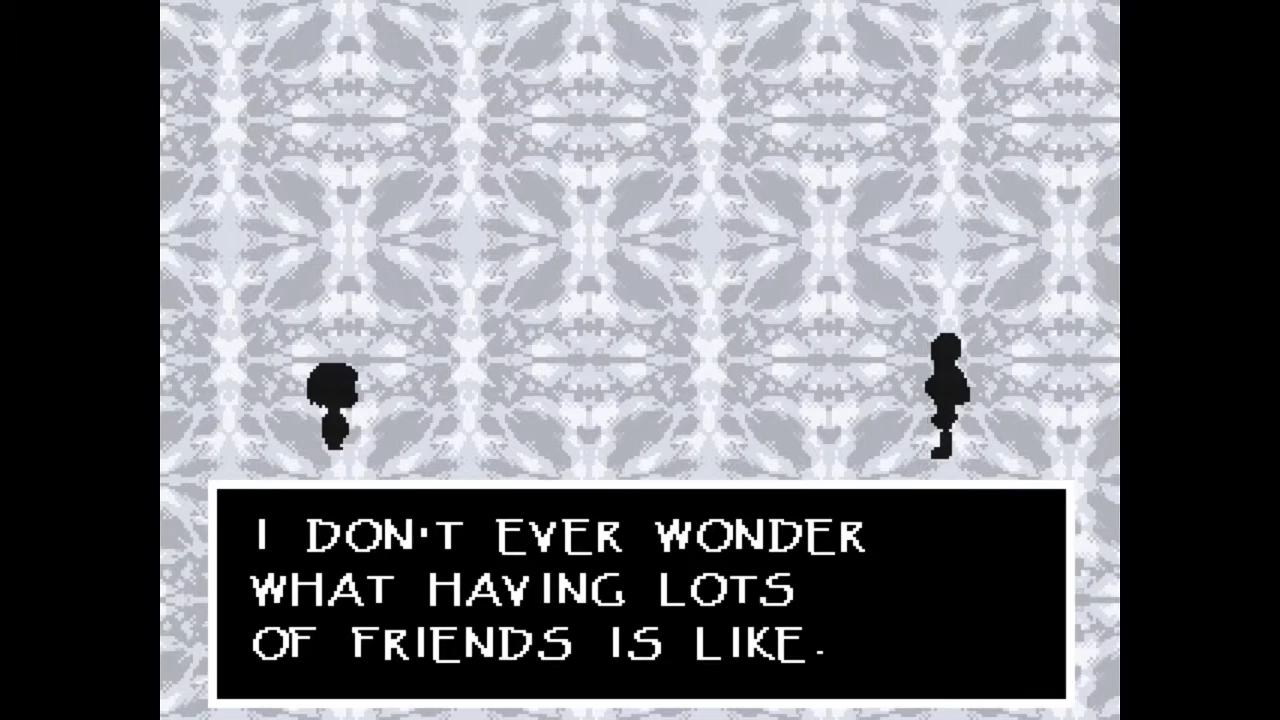 I DON'T EVER WONDER
WHAT HAVING LOTS
OF FRIENDS IS LIKE.